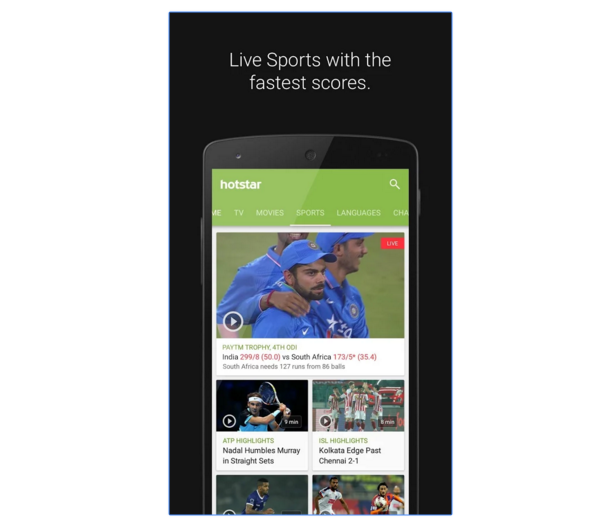 Live Sports with the
fastest scores.
hotstar
ME TV MOVIES SPORTS LANGUAGES CHA
LIVE
PAYTM TROPHY, 4TH ODI
India 299/8 (50.0) vs South Africa 173/5* (35.4)
South Africa needs 127 runs from 86 balls
9 min
8 min
ATP HIGHLIGHTS
Nadal Humbles Murray
in Straight Sets
ISL HIGHLIGHTS
Kolkata Edge Past
Chennai 2-1